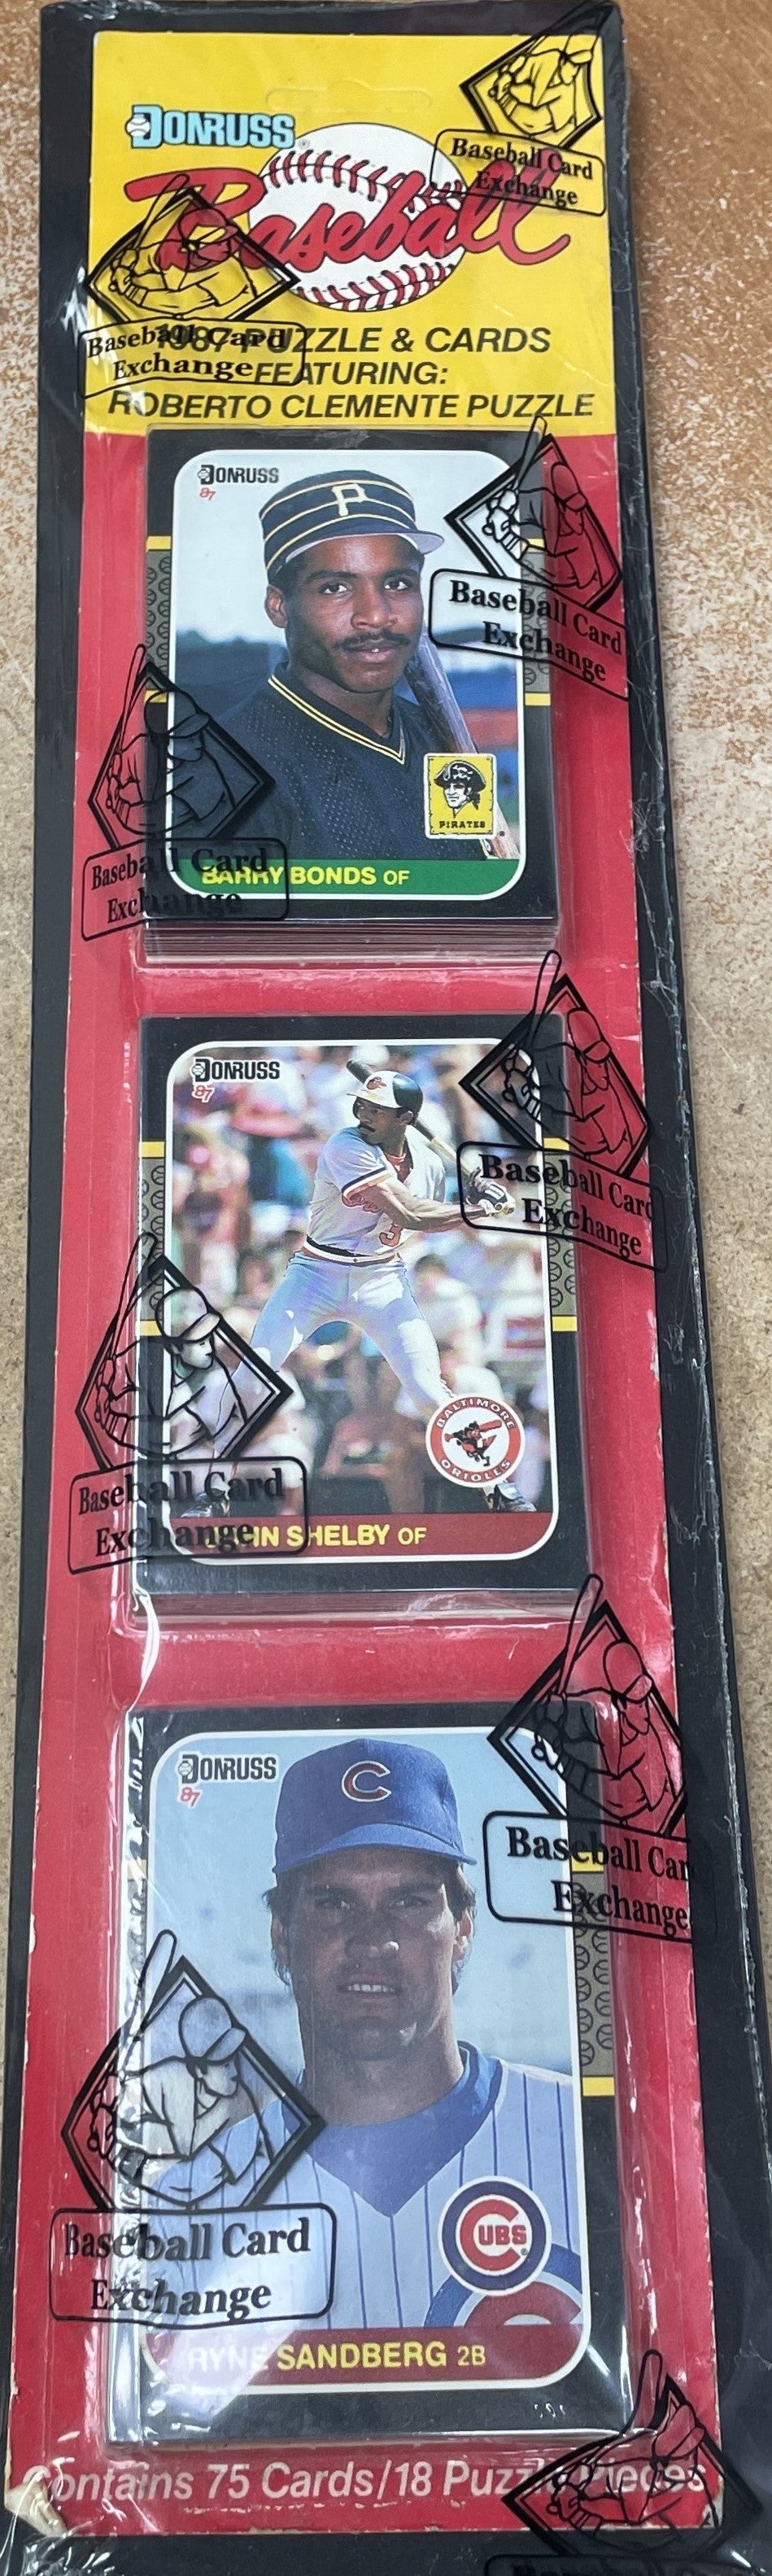 DONRUSS
Baseball
Baseball Card
Exchange
Baseball Card
Exchange
1987 PUZZLE & CARDS
FEATURING:
ROBERTO CLEMENTE PUZZLE
DONRUSS
87
P
Baseball Card
Exchange
PIRATES
Baseball Card
Exchange
BARRY BONDS OF
DONRUSS
87
3
Baseball Card
Exchange
BALTIMORE
ORIOLES
Baseball Card
Exchange
SHELBY OF
DONRUSS
87
C
Baseball Car
Exchange
CUBS
Baseball Card
Exchange
RYNE SANDBERG 2B
Contains 75 Cards/18 Puzzle Pieces